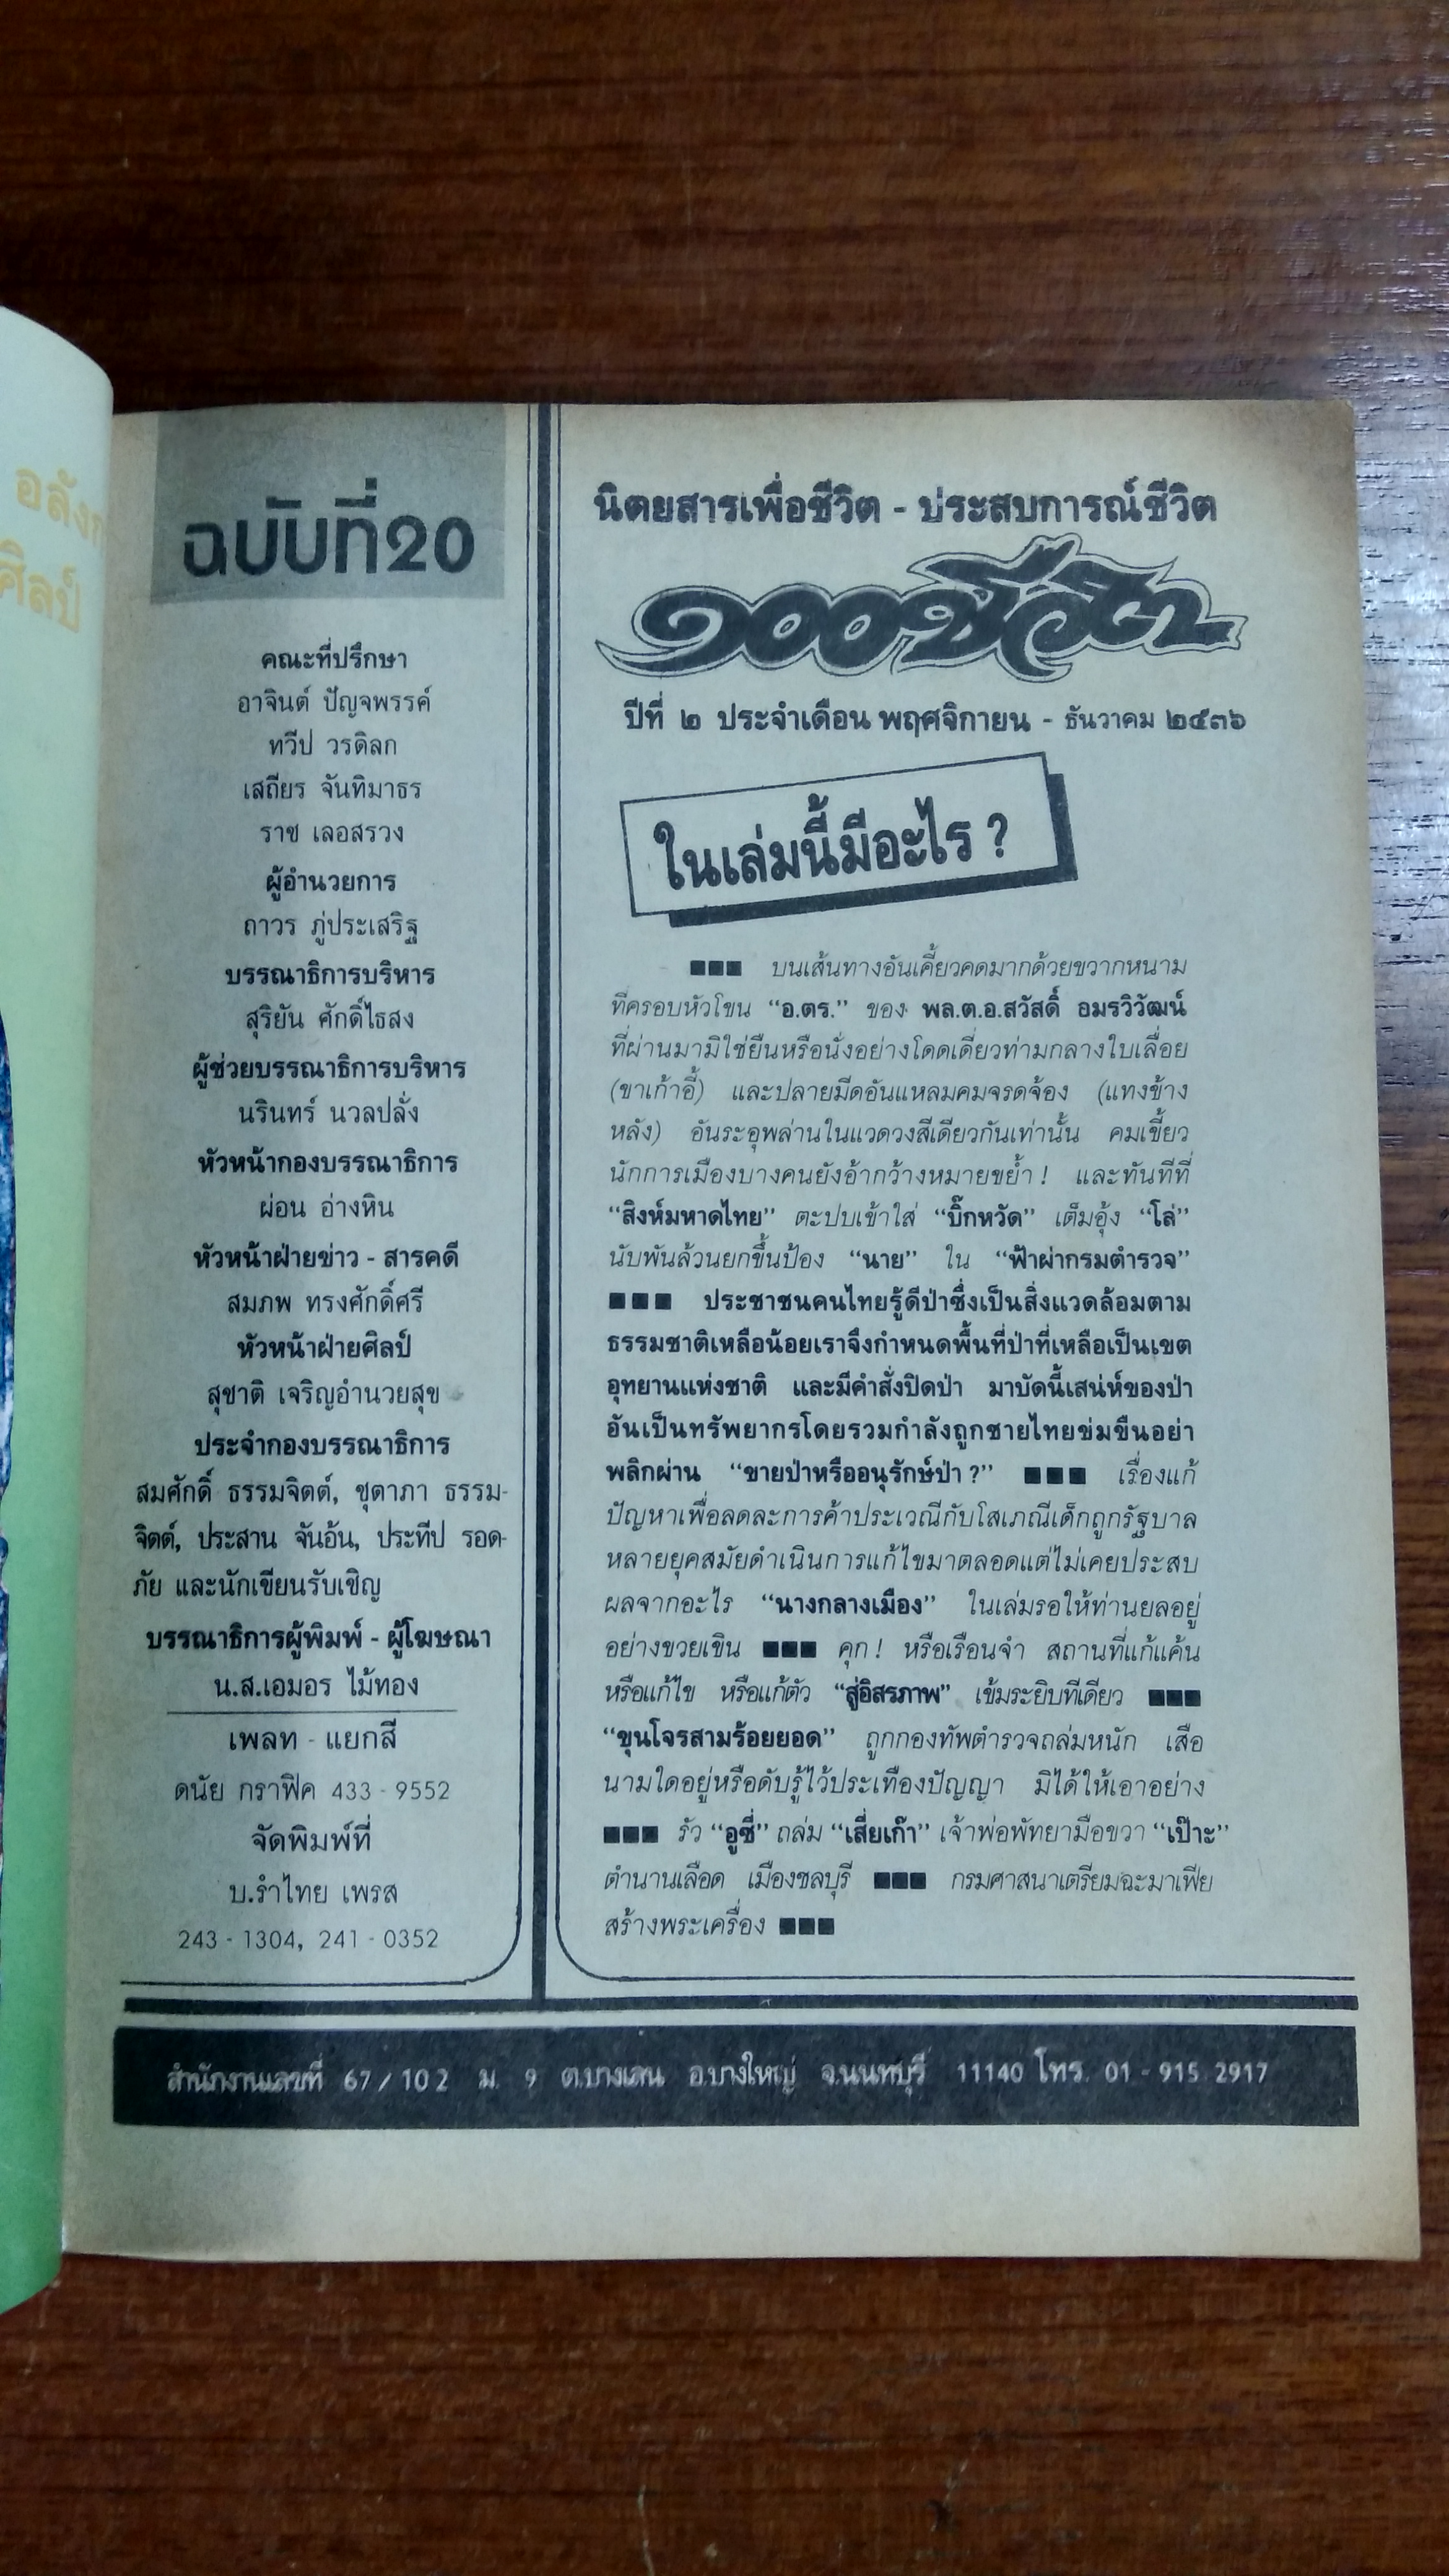 อลังก
ศิลป์
ฉบับที่20
คณะที่ปรึกษา
อาจินต์ ปัญจพรรค์
ทวีป วรดิลก
เสถียร จันทิมาธร
ราช เลอสรวง
ผู้อำนวยการ
ถาวร ภู่ประเสริฐ
บรรณาธิการบริหาร
สุริยัน ศักดิ์ไธสง
ผู้ช่วยบรรณาธิการบริหาร
นรินทร์ นวลปลั่ง
หัวหน้ากองบรรณาธิการ
ผ่อน อ่างหิน
หัวหน้าฝ่ายข่าว - สารคดี
สมภพ ทรงศักดิ์ศรี
หัวหน้าฝ่ายศิลป์
สุชาติ เจริญอำนวยสุข
ประจำกองบรรณาธิการ
สมศักดิ์ ธรรมจิตต์, ชุตาภา ธรรม-
จิตต์, ประสาน จันอ้น, ประทีป รอด-
ภัย และนักเขียนรับเชิญ
บรรณาธิการผู้พิมพ์ - ผู้โฆษณา
น.ส.เอมอร ไม้ทอง
เพลท - แยกสี
ดนัย กราฟิค 433 - 9552
จัดพิมพ์ที่
บ.รำไทย เพรส
243 - 1304, 241 - 0352
นิตยสารเพื่อชีวิต - ประสบการณ์ชีวิต
๑๐๐ชีวิต
ปีที่ ๒ ประจำเดือน พฤศจิกายน - ธันวาคม ๒๕๓๖
ในเล่มนี้มีอะไร ?
■■■ บนเส้นทางอันเคี้ยวคดมากด้วยขวากหนาม
ที่ครอบหัวโขน “อ.ตร.” ของ พล.ต.อ.สวัสดิ์ อมรวิวัฒน์
ที่ผ่านมามิใช่ยืนหรือนั่งอย่างโดดเดี่ยวท่ามกลางใบเลื่อย
(ขาเก้าอี้) และปลายมีดอันแหลมคมจรดจ้อง (แทงข้าง
หลัง) อันระอุพล่านในแวดวงสีเดียวกันเท่านั้น คมเขี้ยว
นักการเมืองบางคนยังอ้ากว้างหมายขย้ำ ! และทันทีที่
“สิงห์มหาดไทย” ตะปบเข้าใส่ “บิ๊กหวัด” เต็มอุ้ง “โล่”
นับพันล้วนยกขึ้นป้อง “นาย” ใน “ฟ้าผ่ากรมตำรวจ”
■■■ ประชาชนคนไทยรู้ดีป่าซึ่งเป็นสิ่งแวดล้อมตาม
ธรรมชาติเหลือน้อยเราจึงกำหนดพื้นที่ป่าที่เหลือเป็นเขต
อุทยานแห่งชาติ และมีคำสั่งปิดป่า มาบัดนี้เสน่ห์ของป่า
อันเป็นทรัพยากรโดยรวมกำลังถูกชายไทยข่มขืนอย่า
พลิกผ่าน “ขายป่าหรืออนุรักษ์ป่า ?” ■■■ เรื่องแก้
ปัญหาเพื่อลดละการค้าประเวณีกับโสเภณีเด็กถูกรัฐบาล
หลายยุคสมัยดำเนินการแก้ไขมาตลอดแต่ไม่เคยประสบ
ผลจากอะไร “นางกลางเมือง” ในเล่มรอให้ท่านยลอยู่
อย่างขวยเขิน ■■■ คุก ! หรือเรือนจำ สถานที่แก้แค้น
หรือแก้ไข หรือแก้ตัว “สู่อิสรภาพ” เข้มระยิบทีเดียว ■■■
“ขุนโจรสามร้อยยอด” ถูกกองทัพตำรวจถล่มหนัก เสือ
นามใดอยู่หรือดับรู้ไว้ประเทืองปัญญา มิได้ให้เอาอย่าง
■■■ รัว “อูซี่” ถล่ม “เสี่ยเก๊า” เจ้าพ่อพัทยามือขวา “เป๊าะ”
ตำนานเลือด เมืองชลบุรี ■■■ กรมศาสนาเตรียมฉะมาเฟีย
สร้างพระเครื่อง ■■■
สำนักงานเลขที่ 67 / 102 ม. 9 ต.บางเลน อ.บางใหญ่ จ.นนทบุรี 11140 โทร. 01 - 915 2917